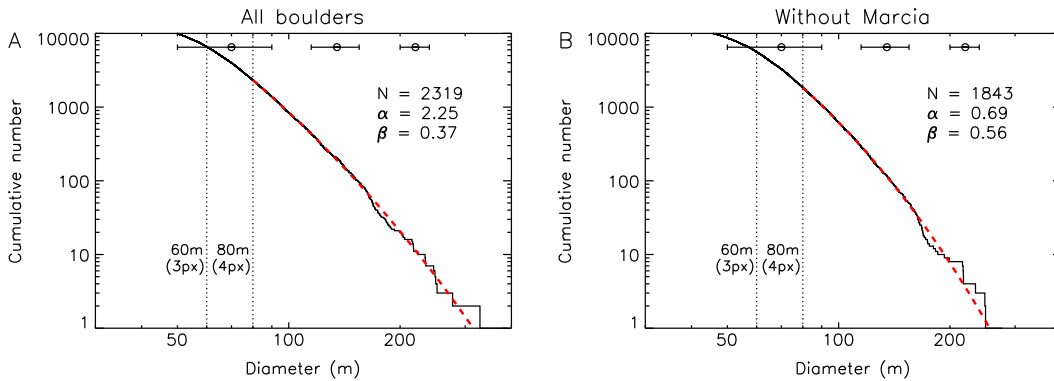 All boulders
A
10000
1000
100
10
1
Cumulative number
N = 2319
α = 2.25
β = 0.37
60m 80m
(3px) (4px)
50 100 200
Diameter (m)
Without Marcia
B
10000
1000
100
10
1
Cumulative number
N = 1843
α = 0.69
β = 0.56
60m 80m
(3px) (4px)
50 100 200
Diameter (m)